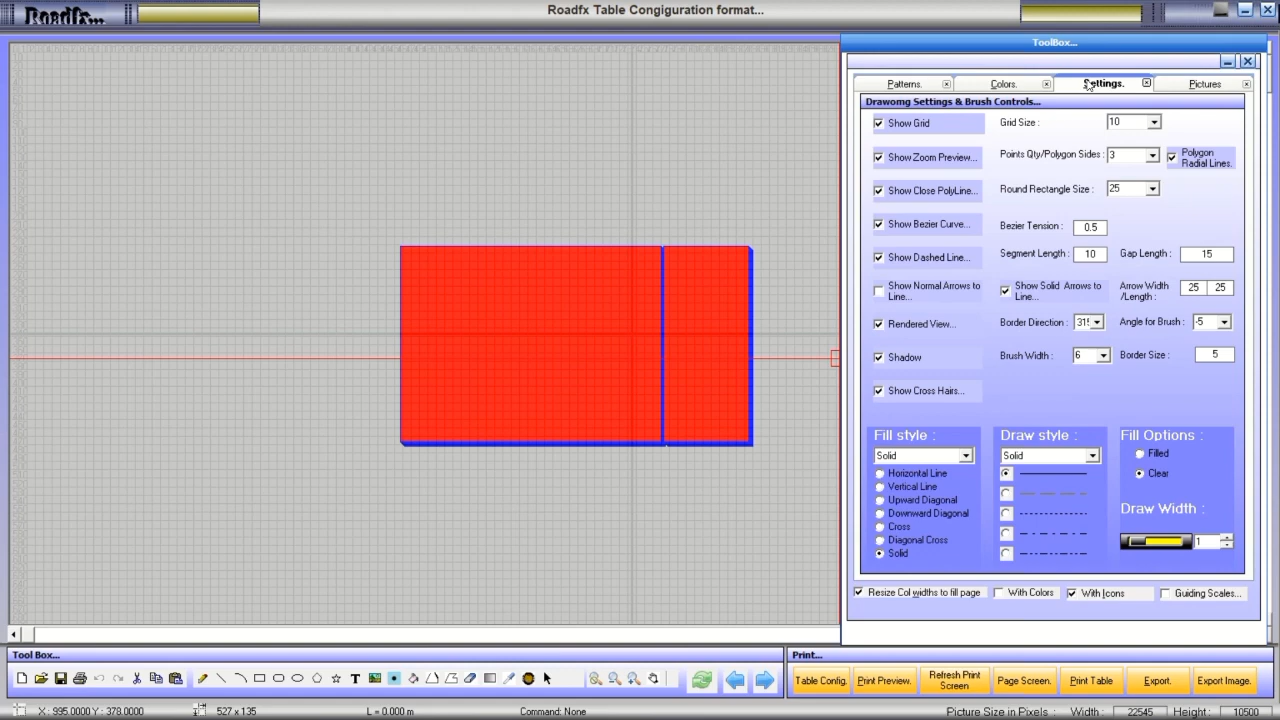 Roadfx...
Roadfx Table Congiguration format...
ToolBox...
Patterns.
Colors.
Settings.
Pictures
Drawomg Settings & Brush Controls...
Show Grid
Grid Size :
10
Show Zoom Preview...
Points Qty/Polygon Sides :
3
Polygon
Radial Lines.
Show Close PolyLine...
Round Rectangle Size :
25
Show Bezier Curve...
Bezier Tension :
0.5
Show Dashed Line...
Segment Length :
10
Gap Length :
15
Show Normal Arrows to
Line...
Show Solid Arrows to
Line...
Arrow Width
/Length :
25
25
Rendered View...
Border Direction :
315
Angle for Brush :
-5
Shadow
Brush Width :
6
Border Size :
5
Show Cross Hairs...
Fill style :
Solid
Horizontal Line
Vertical Line
Upward Diagonal
Downward Diagonal
Cross
Diagonal Cross
Solid
Draw style :
Solid
Fill Options :
Filled
Clear
Draw Width :
1
Resize Col widths to fill page
With Colors
With Icons
Guiding Scales...
Tool Box...
Print...
T
Table Config.
Print Preview.
Refresh Print
Screen
Page Screen.
Print Table
Export.
Export Image.
X: 995.0000 Y: 378.0000
527 x 135
L = 0.000 m
Command: None
Picture Size in Pixels :
Width :
22545
Height :
10500